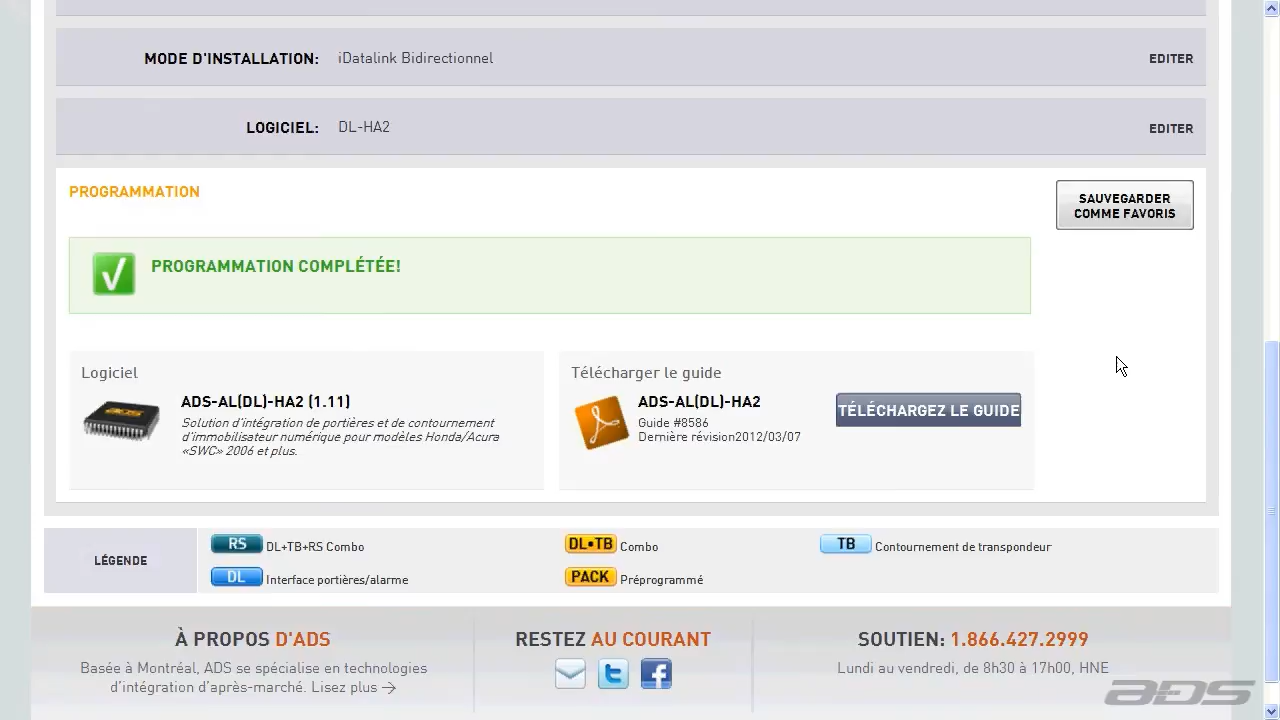 MODE D'INSTALLATION: iDatalink Bidirectionnel EDITER
LOGICIEL: DL-HA2 EDITER
PROGRAMMATION
SAUVEGARDER
COMME FAVORIS
PROGRAMMATION COMPLÉTÉE!
Logiciel
ADS
ADS-AL(DL)-HA2 (1.11)
Solution d'intégration de portières et de contournement
d'immobilisateur numérique pour modèles Honda/Acura
«SWC» 2006 et plus.
Télécharger le guide
ADS-AL(DL)-HA2
Guide #8586
Dernière révision2012/03/07
TÉLÉCHARGEZ LE GUIDE
LÉGENDE
RS DL+TB+RS Combo
DL•TB Combo
TB Contournement de transpondeur
DL Interface portières/alarme
PACK Préprogrammé
À PROPOS D'ADS
Basée à Montréal, ADS se spécialise en technologies
d'intégration d'après-marché. Lisez plus →
RESTEZ AU COURANT
SOUTIEN: 1.866.427.2999
Lundi au vendredi, de 8h30 à 17h00, HNE
ADS